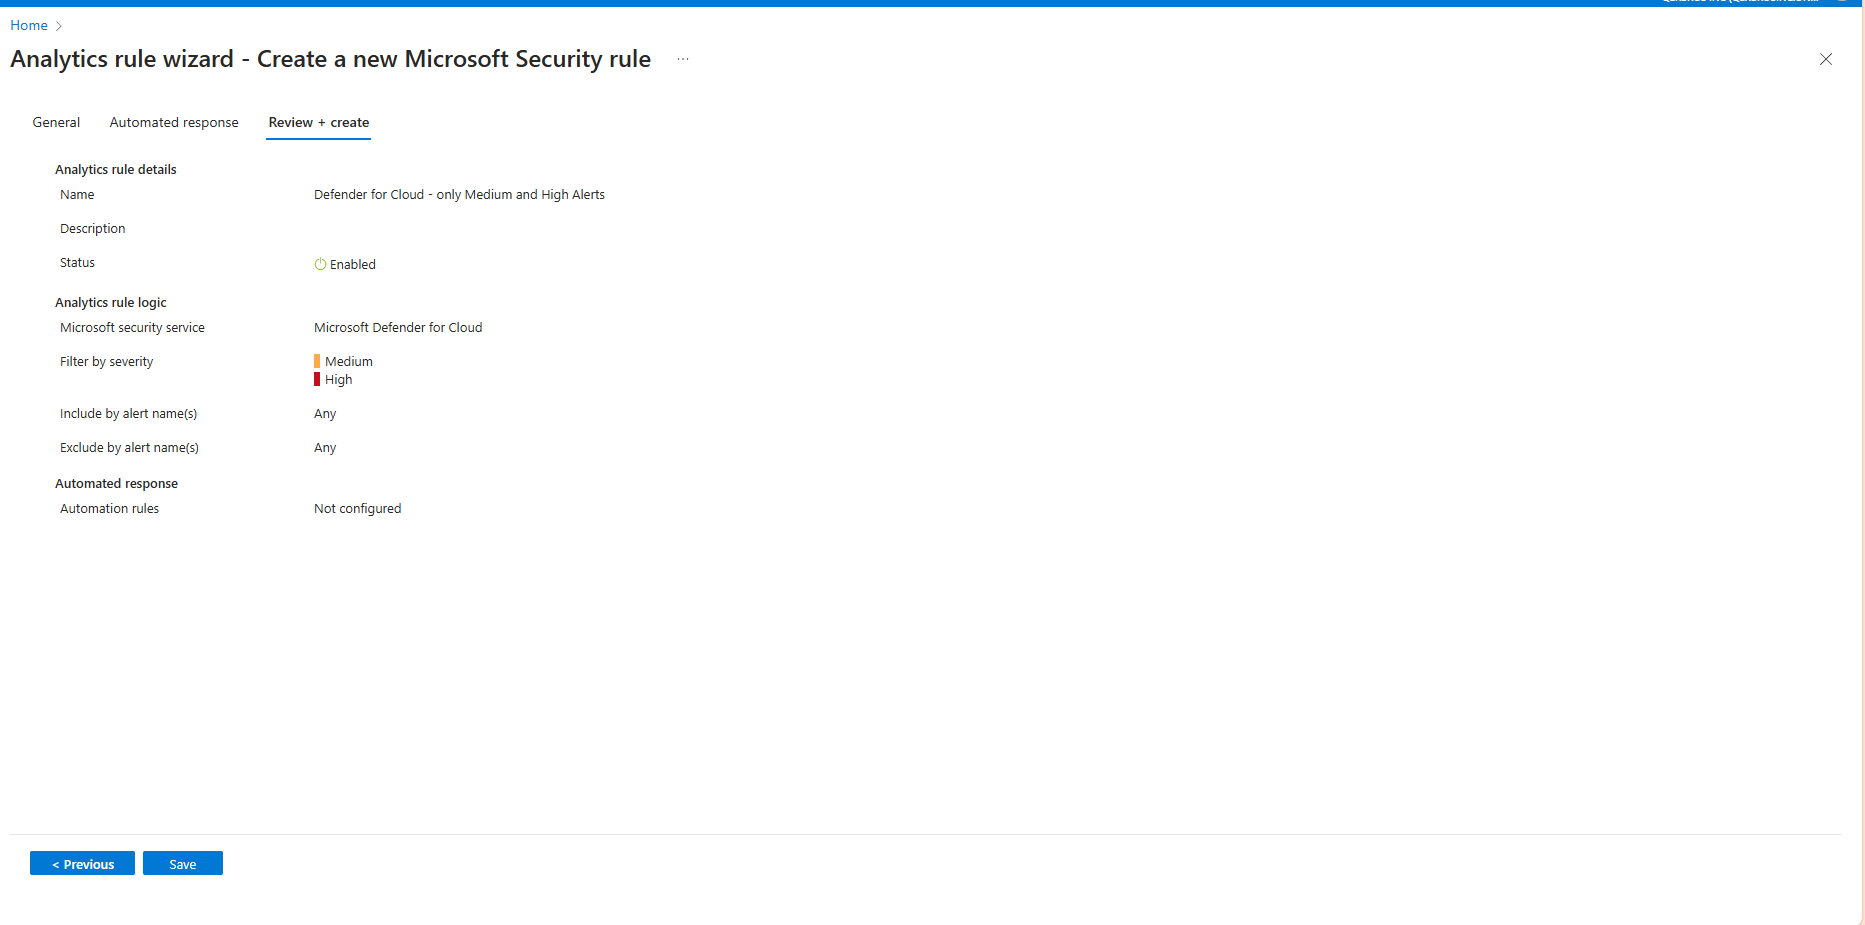 Home
Analytics rule wizard - Create a new Microsoft Security rule ...
General Automated response Review + create
Analytics rule details
Name Defender for Cloud - only Medium and High Alerts
Description
Status Enabled
Analytics rule logic
Microsoft security service Microsoft Defender for Cloud
Filter by severity Medium
High
Include by alert name(s) Any
Exclude by alert name(s) Any
Automated response
Automation rules Not configured
< Previous Save